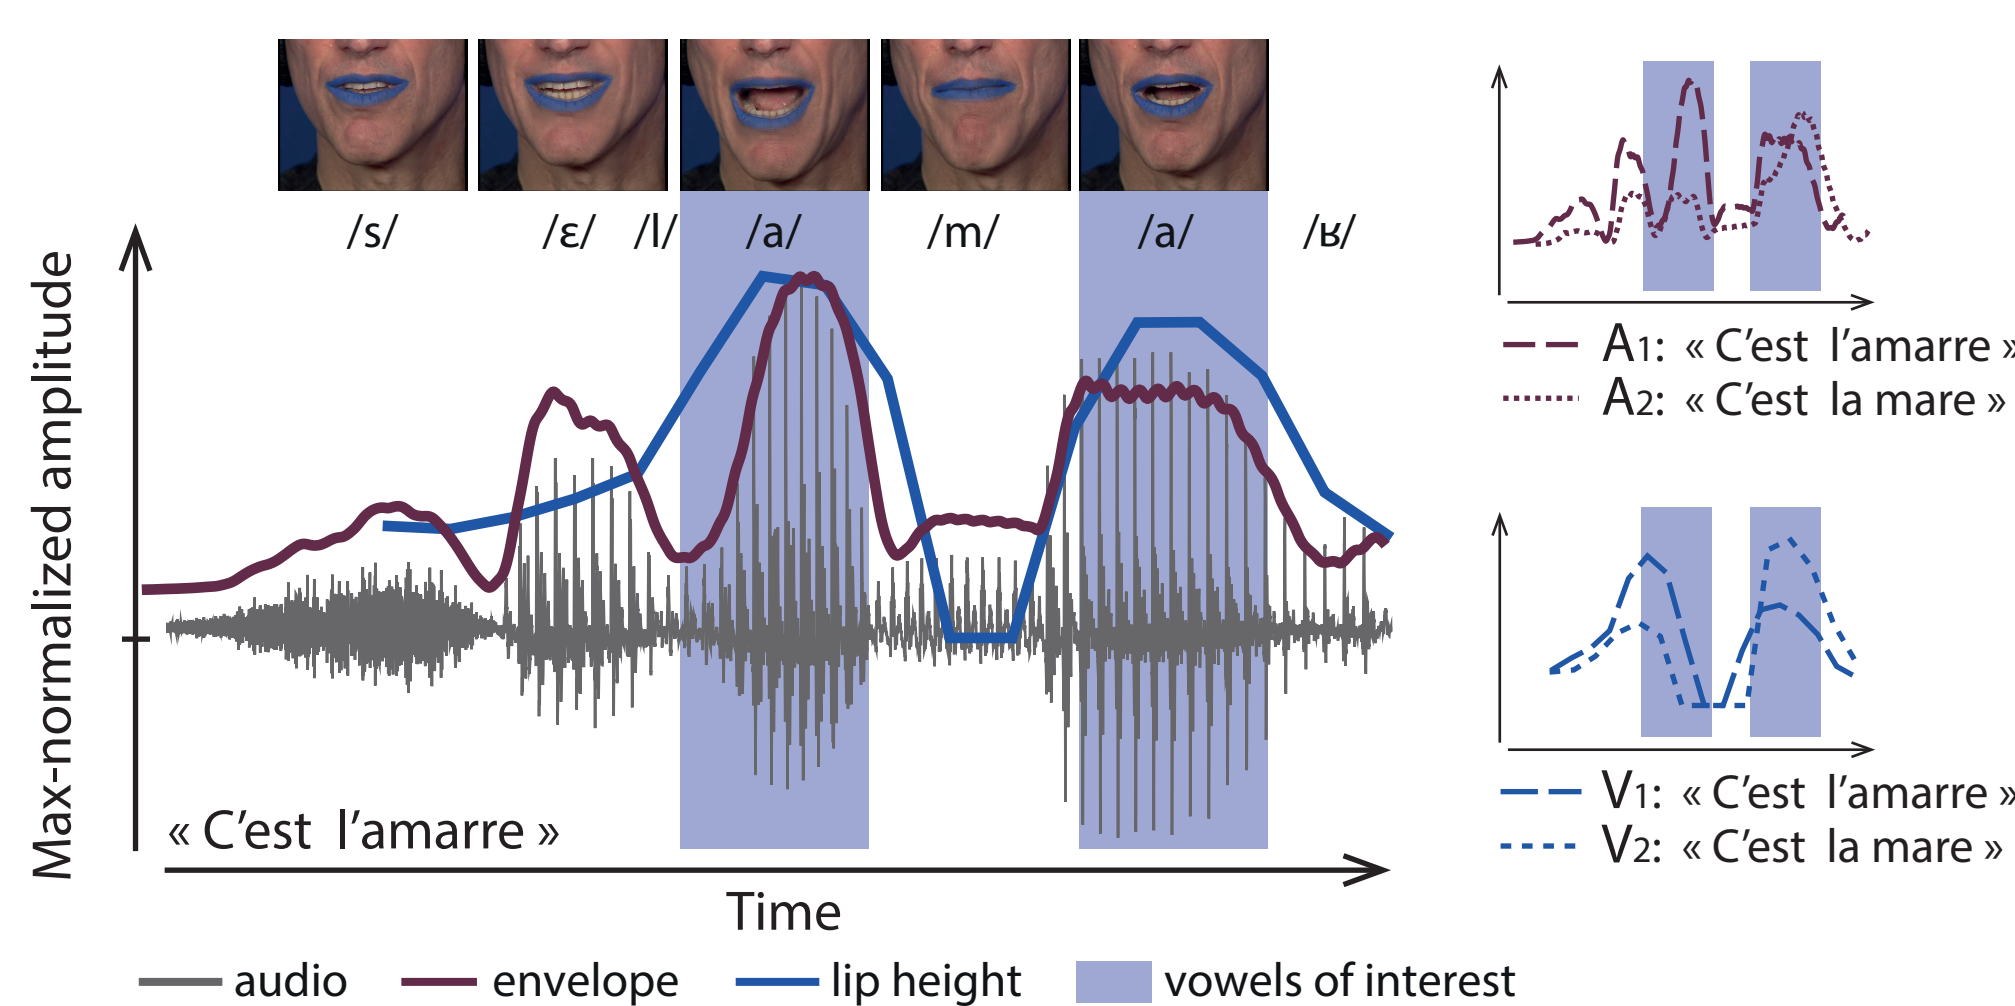 /s/ /ɛ/ /l/ /a/ /m/ /a/ /ʁ/
Max-normalized amplitude
« C’est l’amarre »
Time
audio envelope lip height vowels of interest
A1: « C’est l’amarre »
A2: « C’est la mare »
V1: « C’est l’amarre »
V2: « C’est la mare »